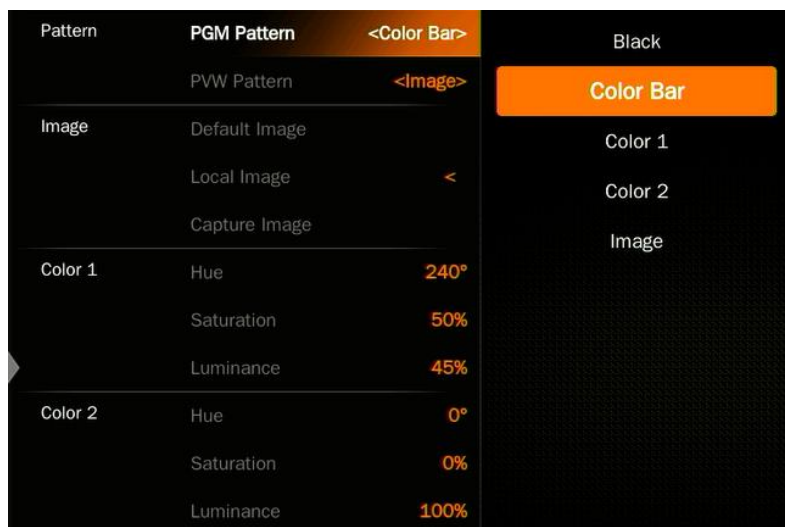 Pattern PGM Pattern <Color Bar>
PVW Pattern <Image>
Image Default Image
Local Image <
Capture Image
Color 1 Hue 240°
Saturation 50%
Luminance 45%
Color 2 Hue 0°
Saturation 0%
Luminance 100%
Black
Color Bar
Color 1
Color 2
Image